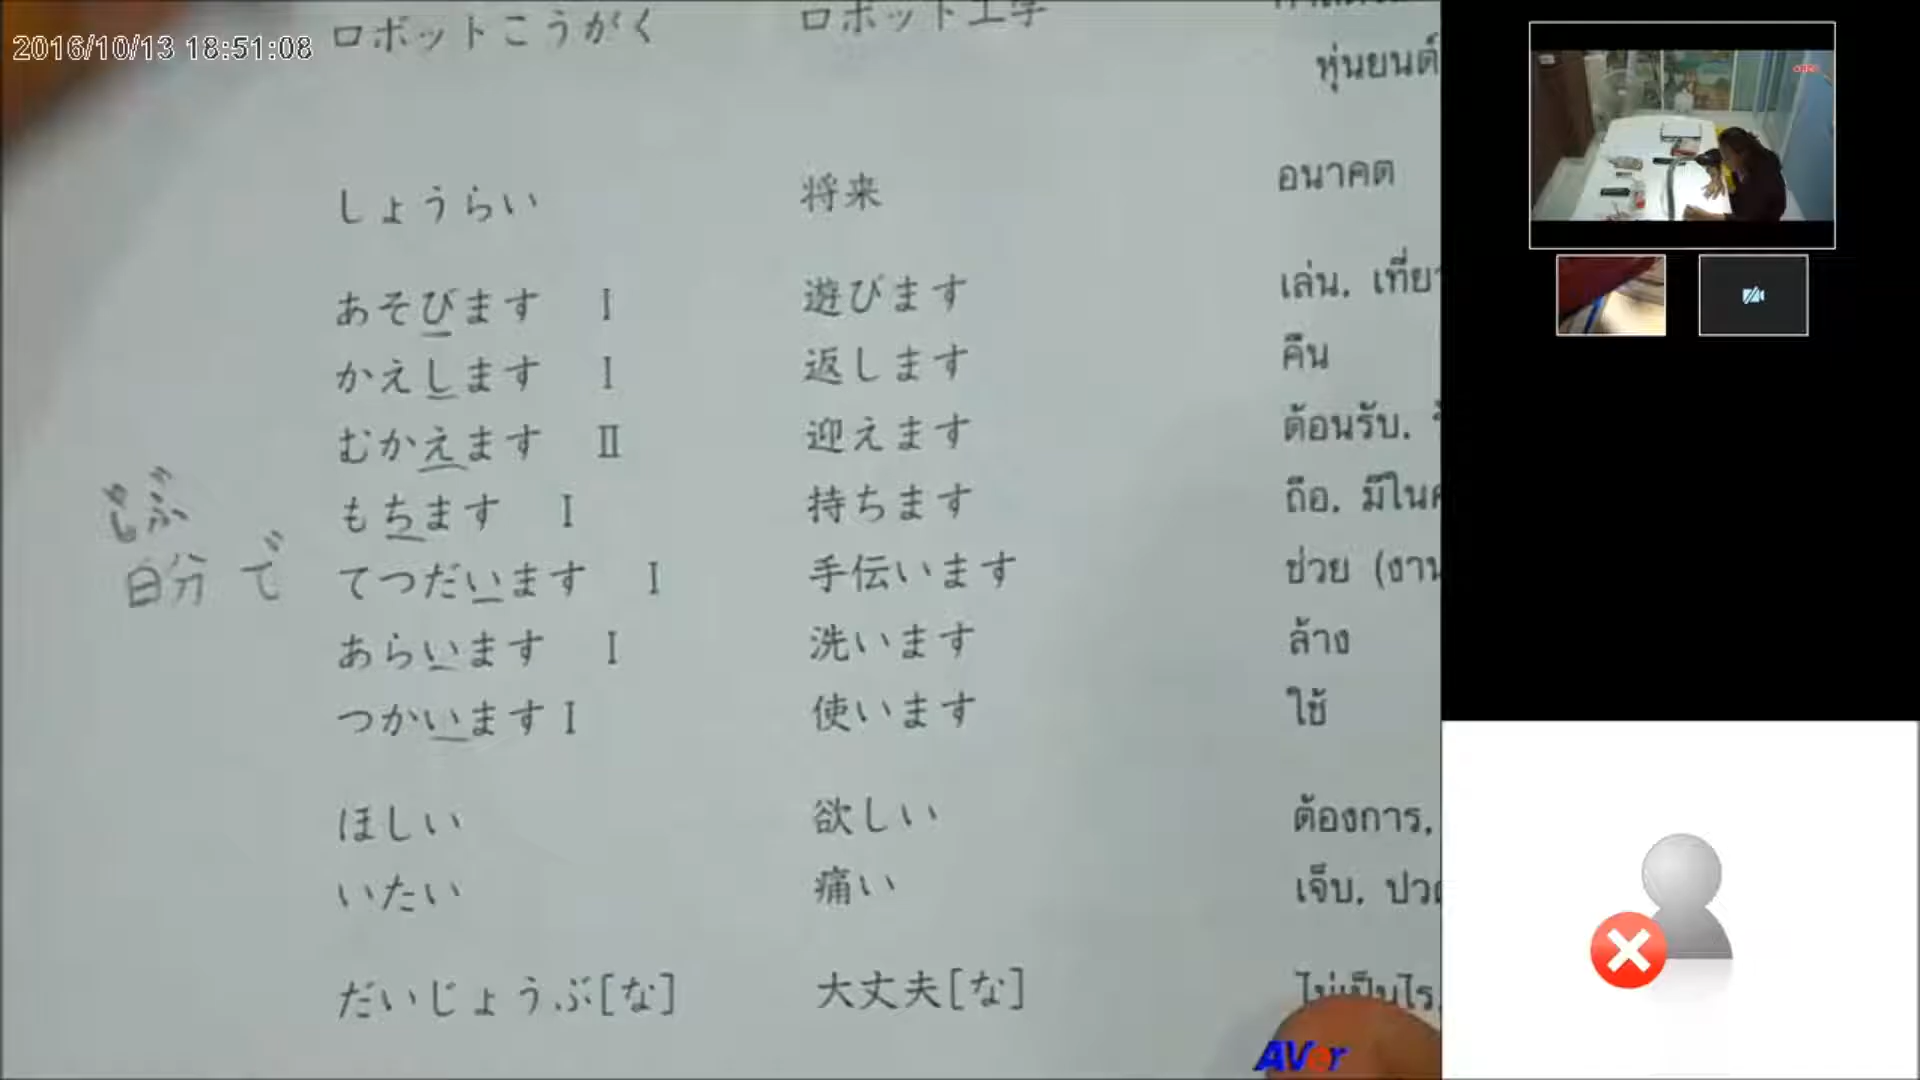 2016/10/13 18:51:08
ロボットこうがく ロボット工学
หุ่นยนต์
しょうらい 将来 อนาคต
あそびます Ⅰ 遊びます เล่น, เที่ยว
かえします Ⅰ 返します คืน
むかえます Ⅱ 迎えます ต้อนรับ,
もちます Ⅰ 持ちます ถือ, มีใน
じぶん
自分で
てつだいます Ⅰ 手伝います ช่วย (งาน
あらいます Ⅰ 洗います ล้าง
つかいます Ⅰ 使います ใช้
ほしい 欲しい ต้องการ,
いたい 痛い เจ็บ, ปวด
だいじょうぶ[な] 大丈夫[な] ไม่เป็นไร,
AVer